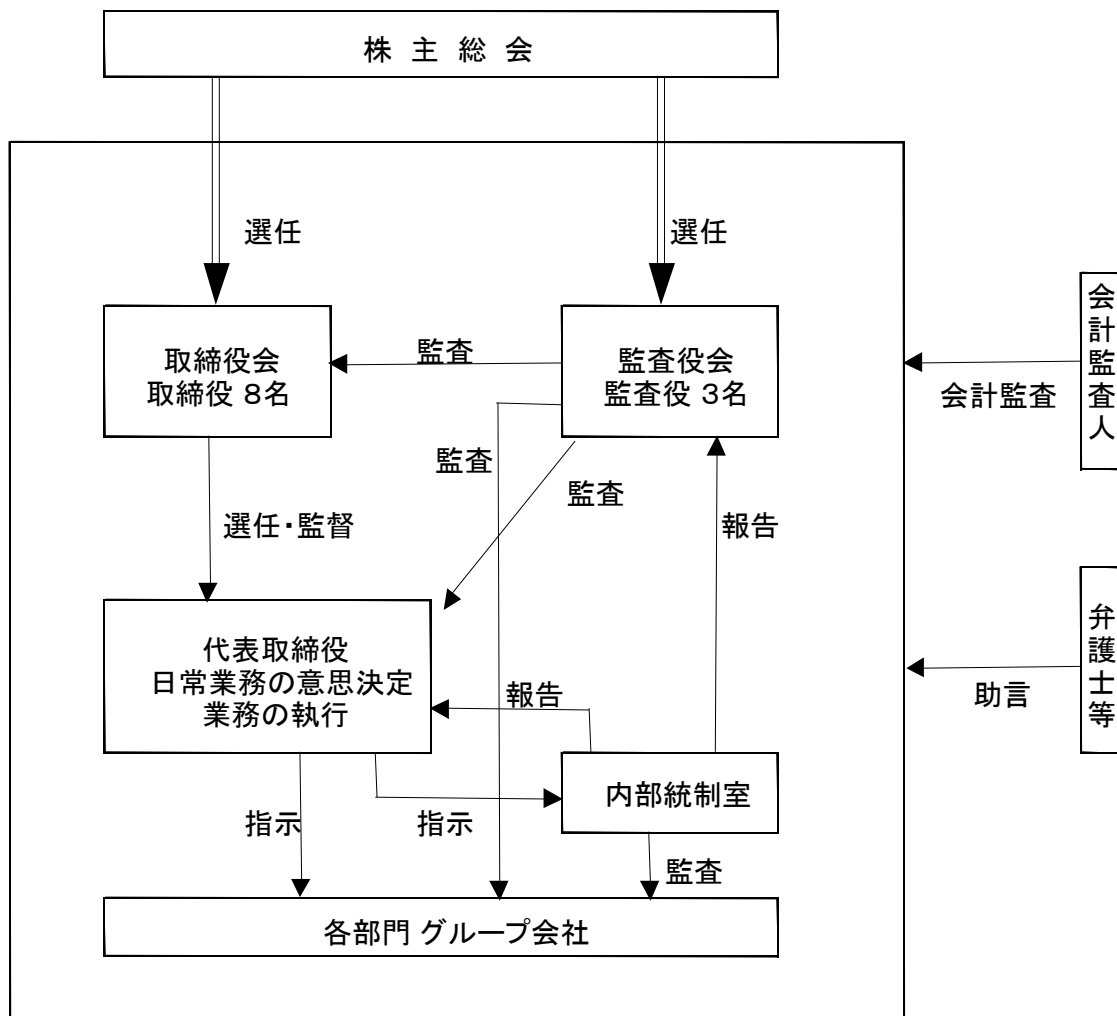 株 主 総 会
選任
選任
取締役会
取締役 8名
監査
監査役会
監査役 3名
会計監査人
会計監査
監査
監査
選任・監督
報告
弁護士等
助言
代表取締役
日常業務の意思決定
業務の執行
報告
内部統制室
指示
指示
監査
各部門 グループ会社